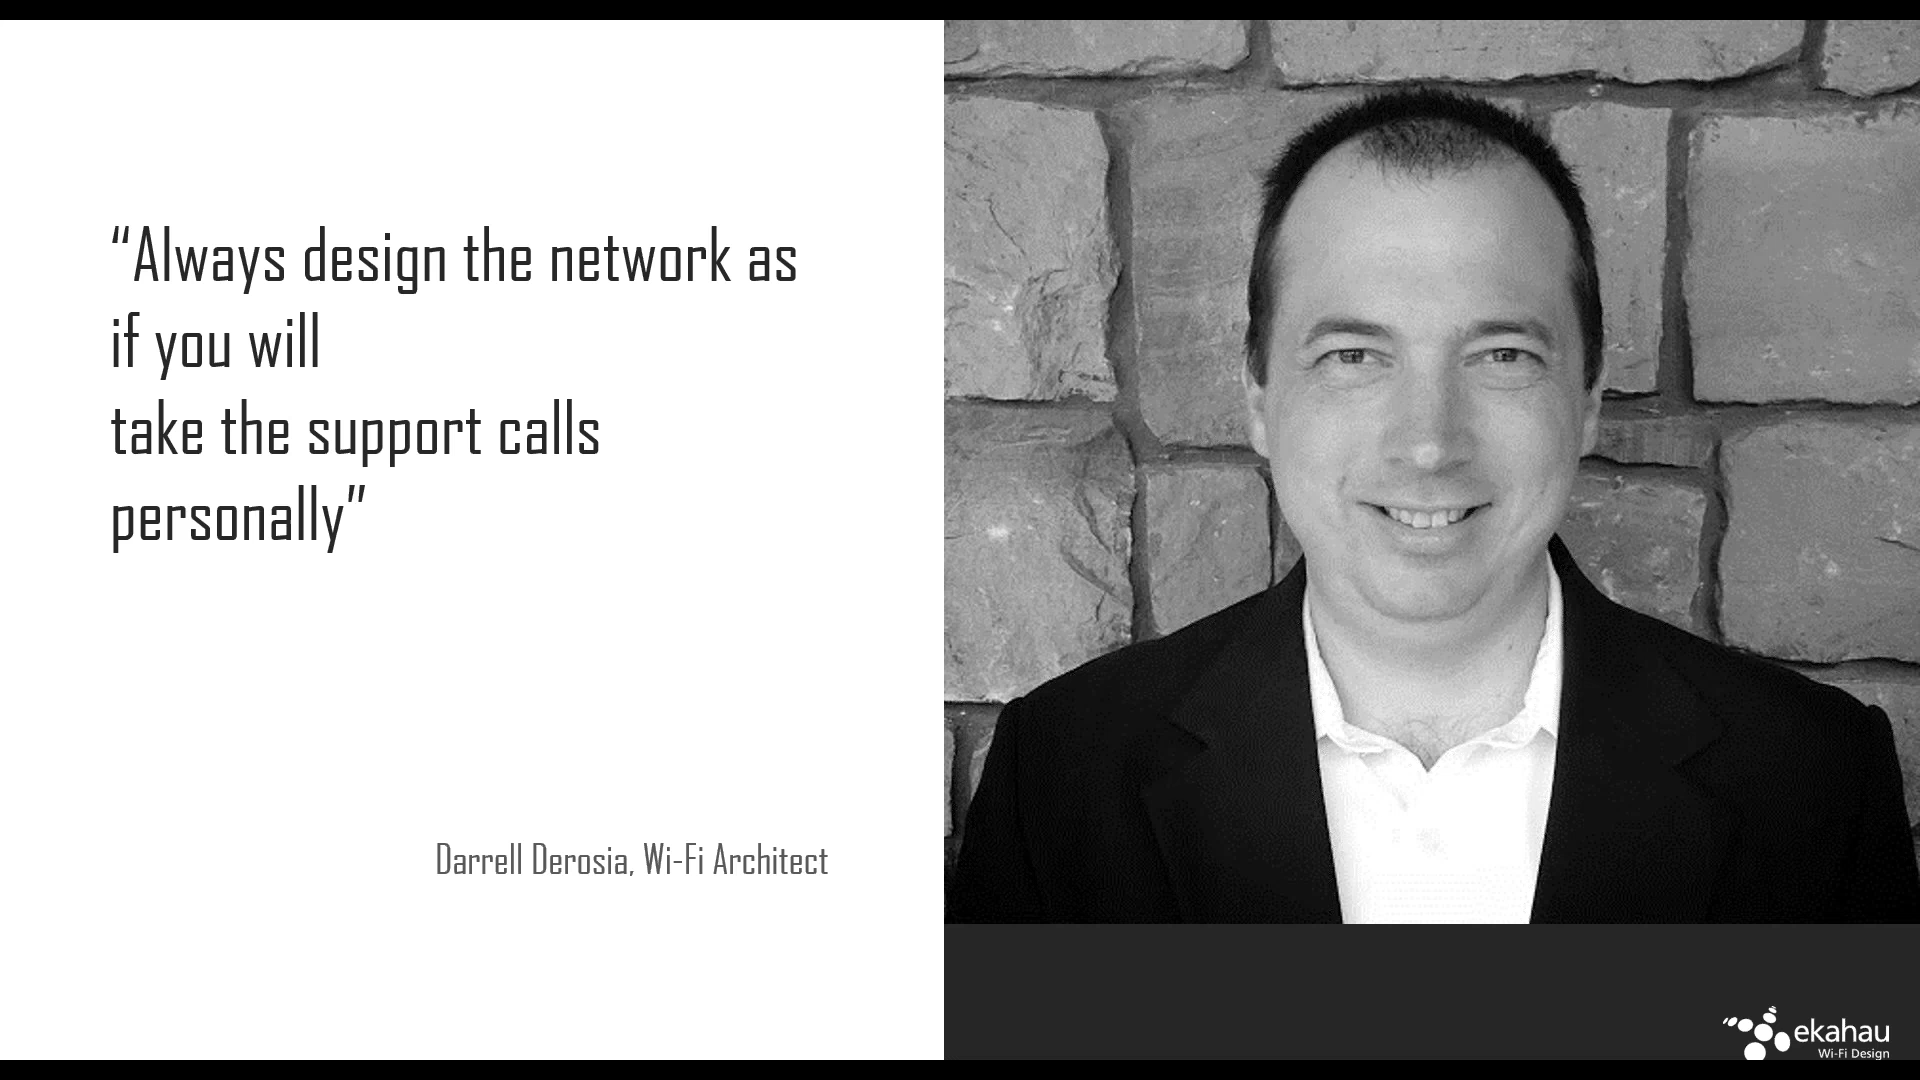 “Always design the network as
if you will
take the support calls
personally”
Darrell Derosia, Wi-Fi Architect
ekahau
Wi-Fi Design